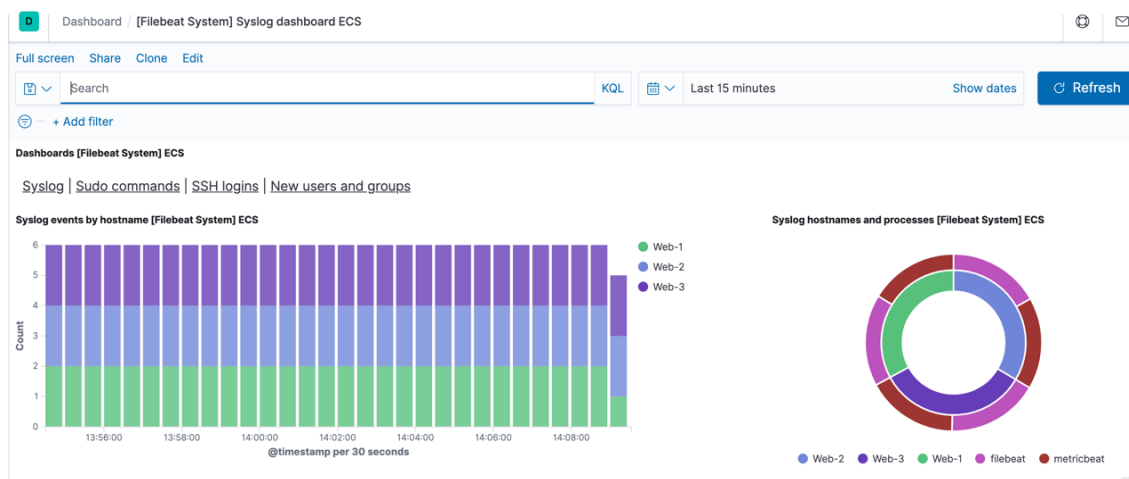 D Dashboard / [Filebeat System] Syslog dashboard ECS
Full screen Share Clone Edit
Search KQL Last 15 minutes Show dates Refresh
+ Add filter
Dashboards [Filebeat System] ECS
Syslog | Sudo commands | SSH logins | New users and groups
Syslog events by hostname [Filebeat System] ECS
6
5
4
3
2
1
0
Count
13:56:00 13:58:00 14:00:00 14:02:00 14:04:00 14:06:00 14:08:00
@timestamp per 30 seconds
Web-1
Web-2
Web-3
Syslog hostnames and processes [Filebeat System] ECS
Web-2 Web-3 Web-1 filebeat metricbeat